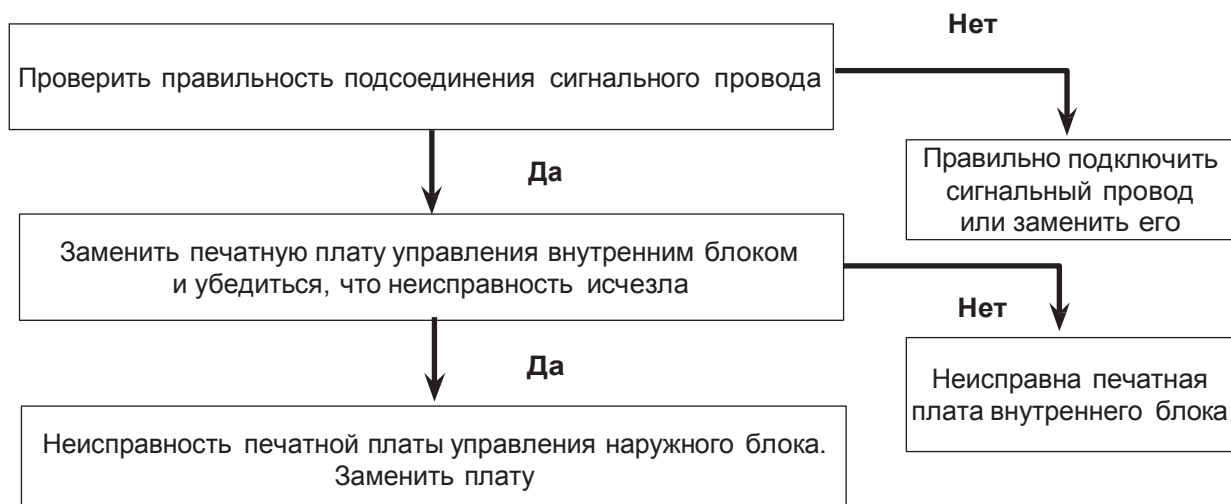 Нет
Проверить правильность подсоединения сигнального провода
Да
Правильно подключить
сигнальный провод
или заменить его
Заменить печатную плату управления внутренним блоком
и убедиться, что неисправность исчезла
Нет
Да
Неисправна печатная
плата внутреннего блока
Неисправность печатной платы управления наружного блока.
Заменить плату